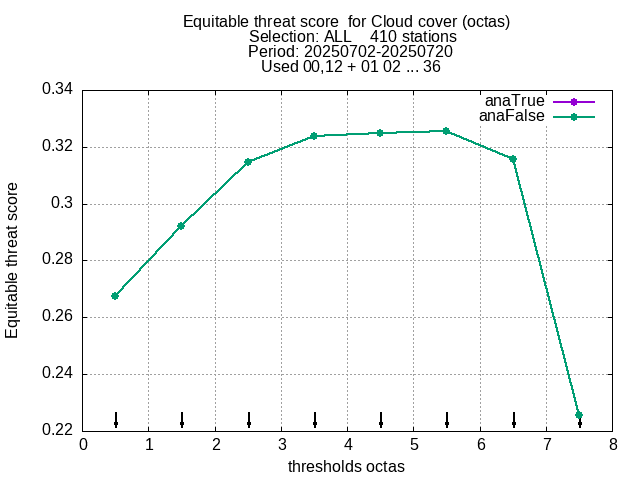 Equitable threat score  for Cloud cover (octas)
Selection: ALL    410 stations
Period: 20250702-20250720
Used 00,12 + 01 02 ... 36
anaTrue
anaFalse
0.34
0.32
0.3
0.28
0.26
0.24
0.22
Equitable threat score
0 1 2 3 4 5 6 7 8
thresholds octas